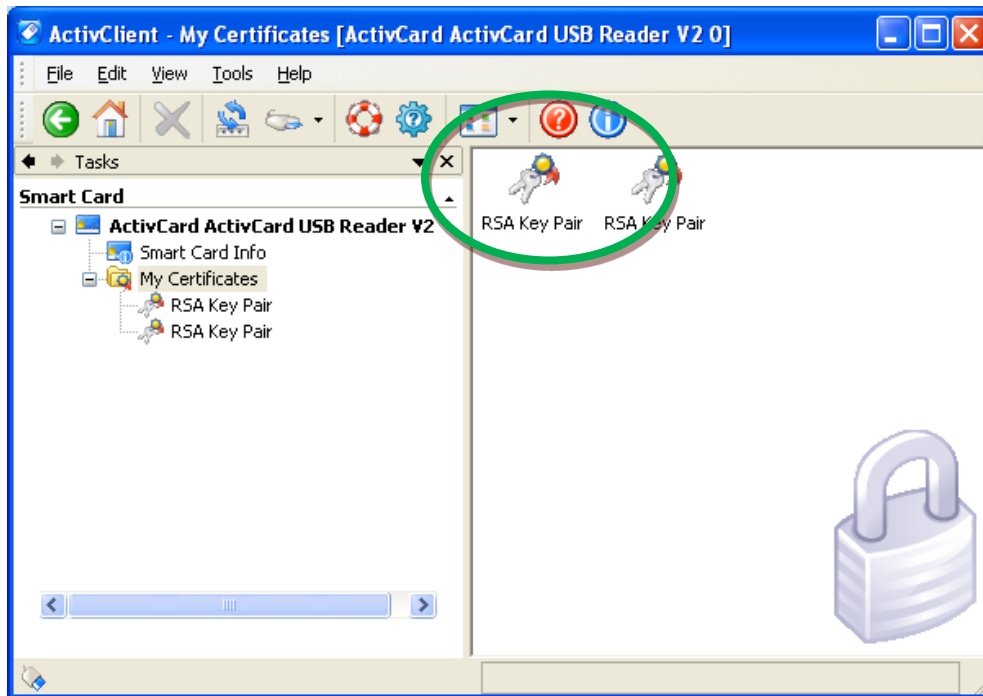 ActivClient - My Certificates [ActivCard ActivCard USB Reader V2 0]
File Edit View Tools Help
Tasks
Smart Card
ActivCard ActivCard USB Reader V2
Smart Card Info
My Certificates
RSA Key Pair
RSA Key Pair
RSA Key Pair RSA Key Pair